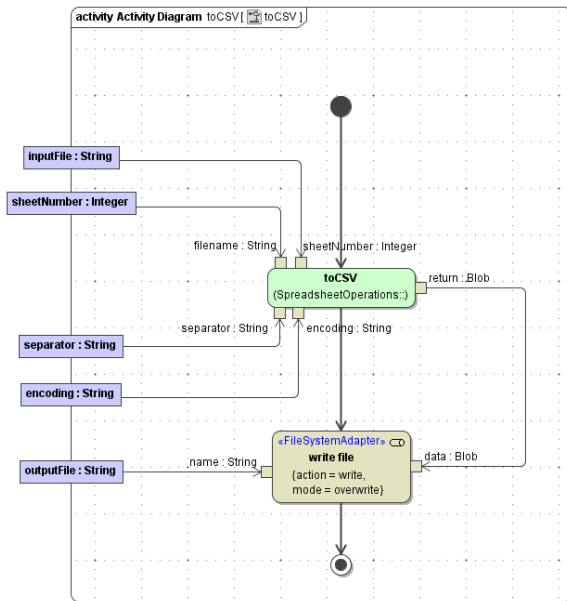 activity Activity Diagram toCSV [ toCSV ]
inputFile : String
sheetNumber : Integer
filename : String
sheetNumber : Integer
toCSV
(SpreadsheetOperations::)
return : Blob
separator : String
encoding : String
separator : String
encoding : String
«FileSystemAdapter»
write file
{action = write,
mode = overwrite}
name : String
data : Blob
outputFile : String